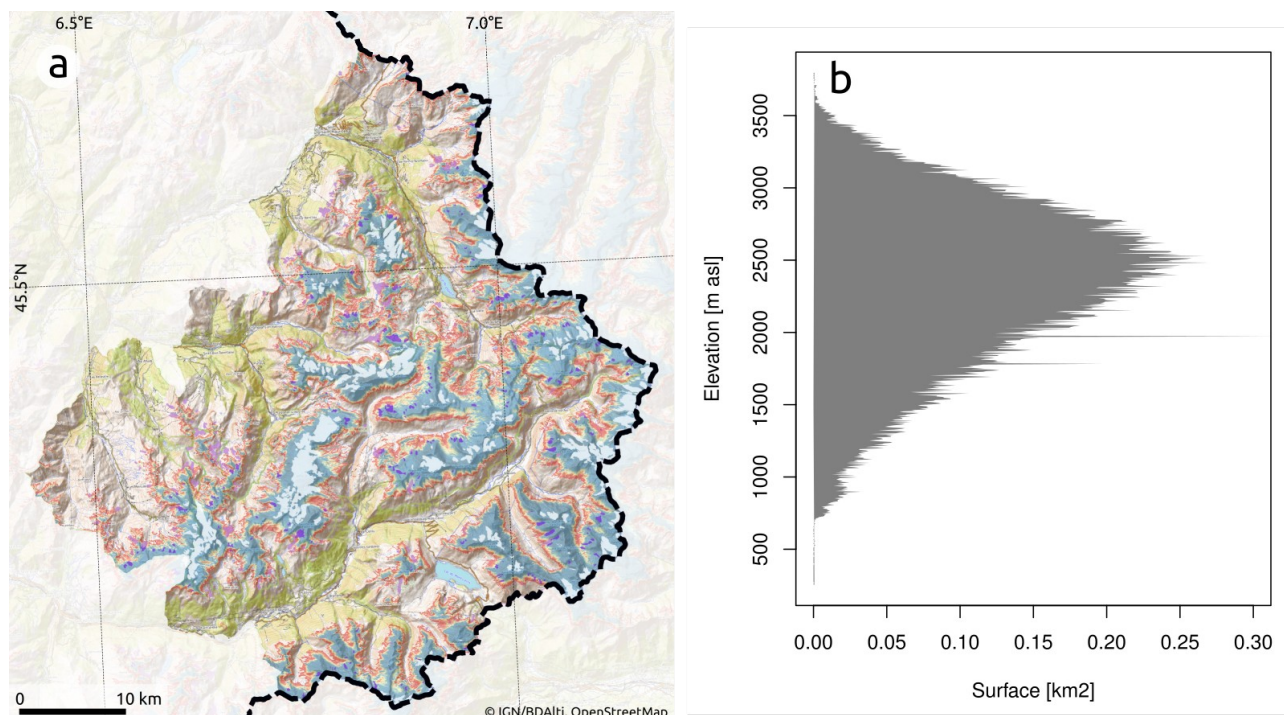 6.5°E
7.0°E
a
45.5°N
0
10 km
© IGN/BDAlti, OpenStreetMap
b
3500
3000
2500
2000
1500
1000
500
Elevation [m asl]
0.00 0.05 0.10 0.15 0.20 0.25 0.30
Surface [km2]